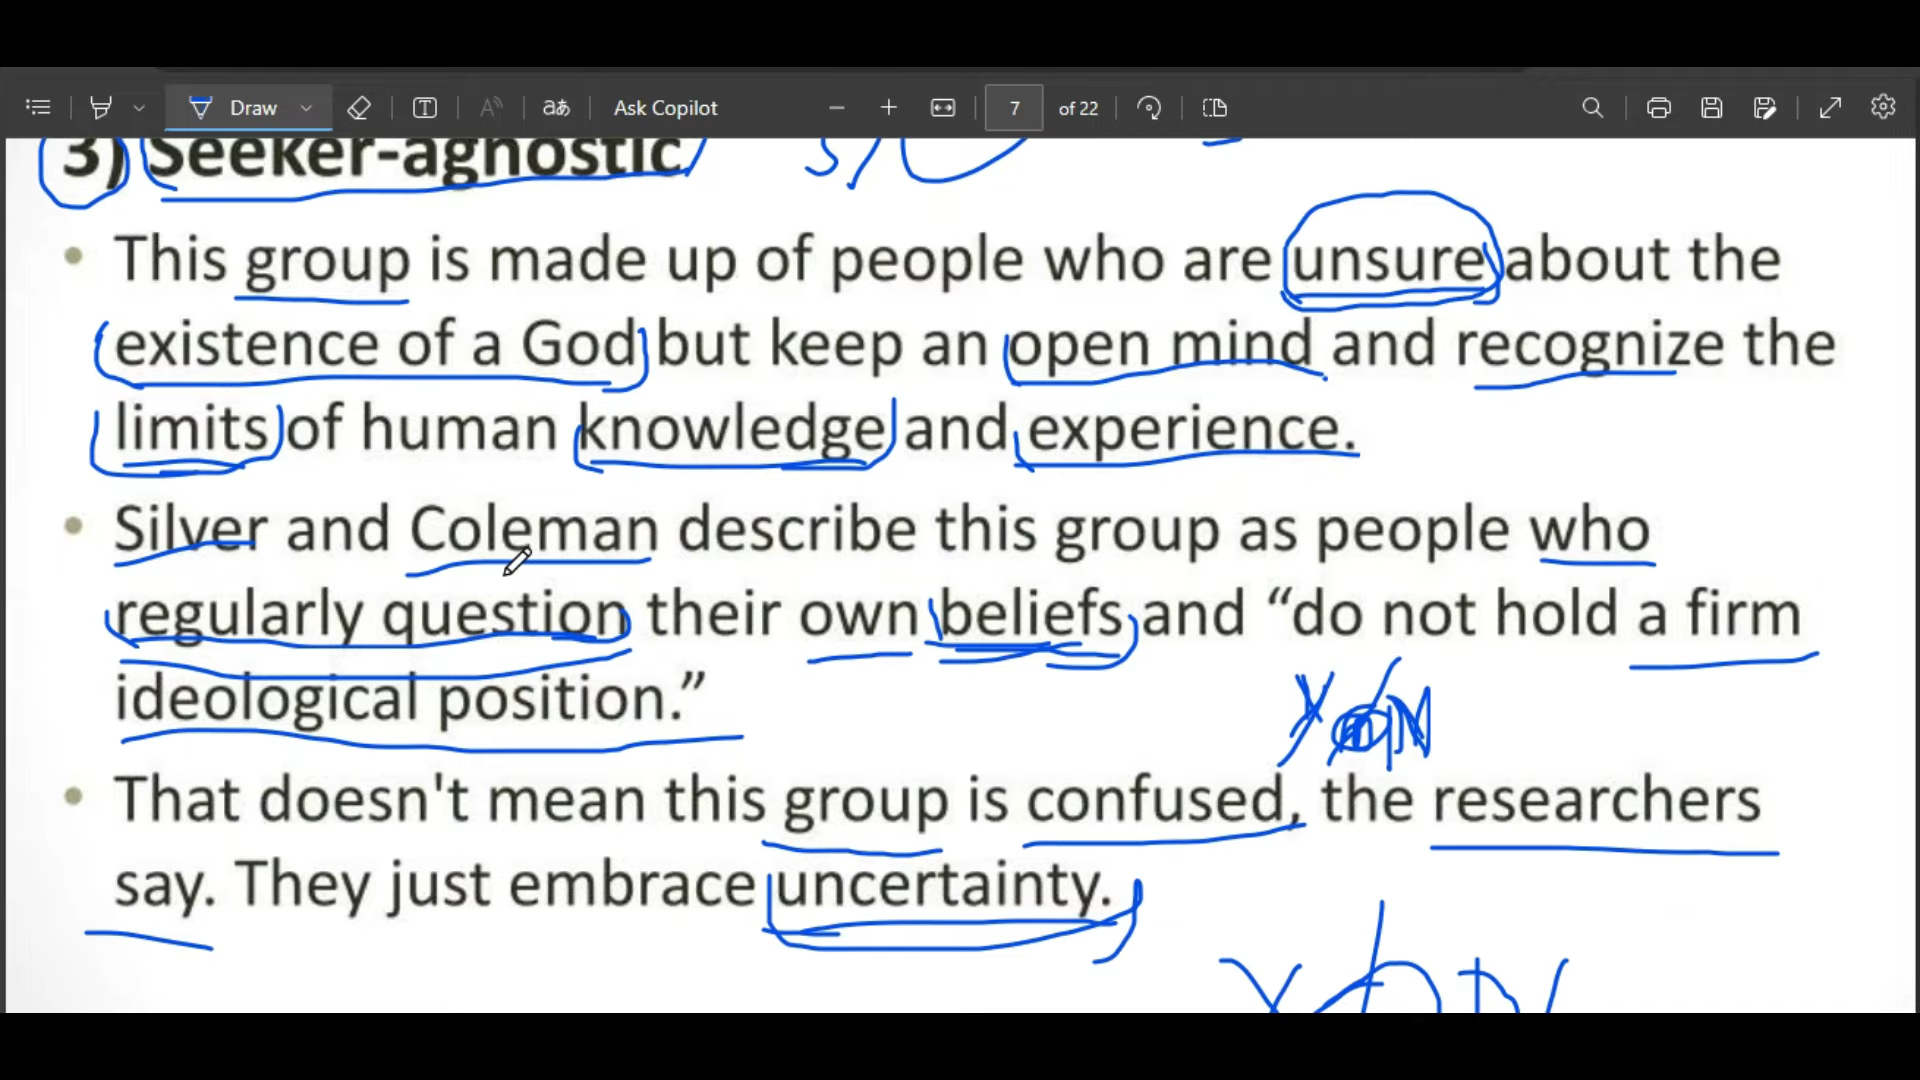 Draw
aあ
Ask Copilot
7 of 22
3) Seeker-agnostic
• This group is made up of people who are unsure about the
existence of a God but keep an open mind and recognize the
limits of human knowledge and experience.
• Silver and Coleman describe this group as people who
regularly question their own beliefs and “do not hold a firm
ideological position.”
• That doesn't mean this group is confused, the researchers
say. They just embrace uncertainty.